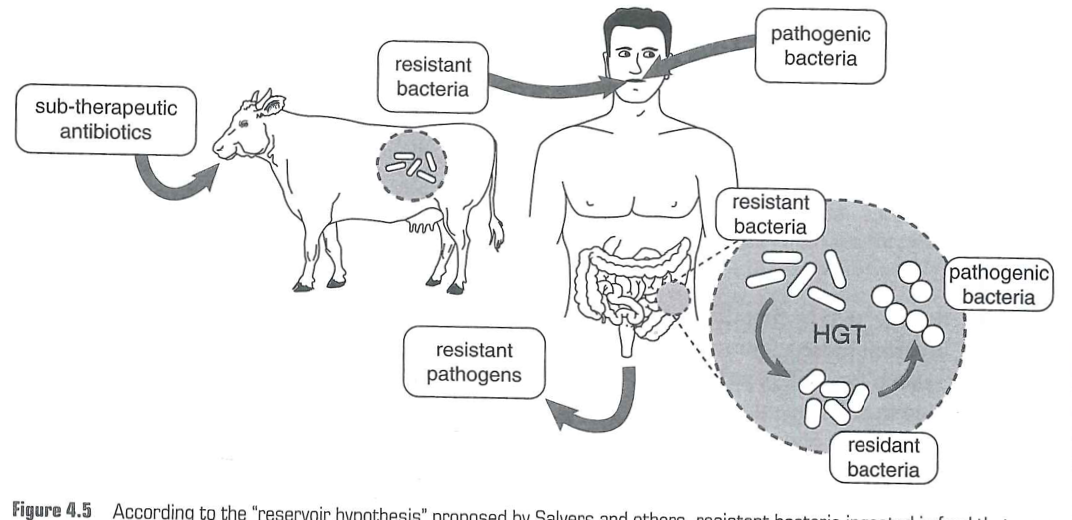 sub-therapeutic
antibiotics
resistant
bacteria
pathogenic
bacteria
resistant
bacteria
pathogenic
bacteria
HGT
residant
bacteria
resistant
pathogens
Figure 4.5 According to the "reservoir hypothesis" proposed by Salyers and others, resistant bacteria ingested in food that